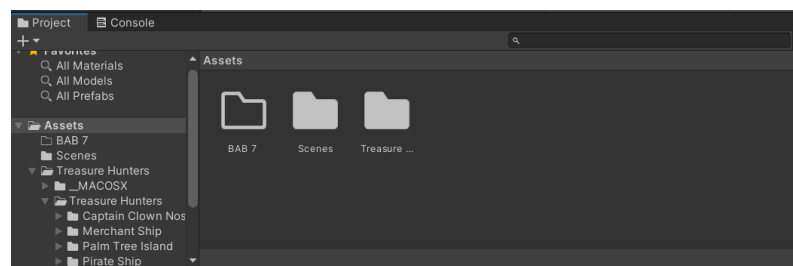 Project Console
Favorites
All Materials
All Models
All Prefabs
Assets
BAB 7
Scenes
Treasure Hunters
__MACOSX
Treasure Hunters
Captain Clown Nos
Merchant Ship
Palm Tree Island
Pirate Ship
Assets
BAB 7 Scenes Treasure ...